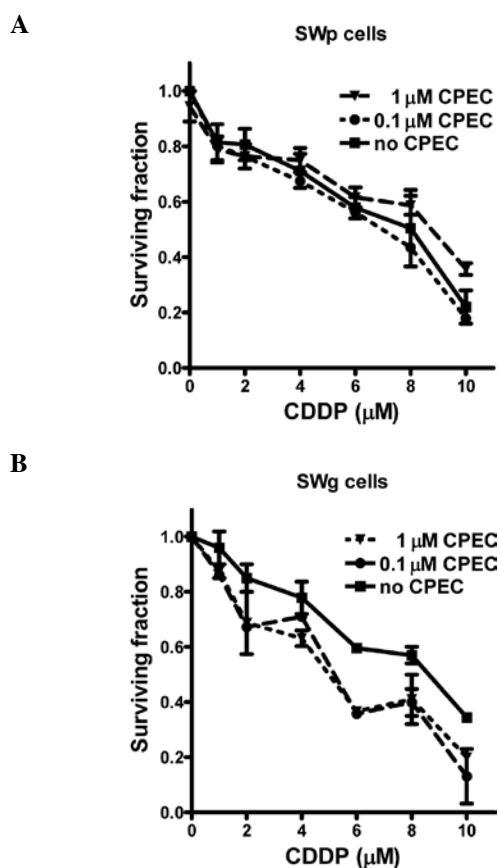 A
SWp cells
1 µM CPEC
0.1 µM CPEC
no CPEC
Surviving fraction
1.0
0.8
0.6
0.4
0.2
0.0
0 2 4 6 8 10
CDDP (µM)
B
SWg cells
1 µM CPEC
0.1 µM CPEC
no CPEC
Surviving fraction
1.0
0.8
0.6
0.4
0.2
0.0
0 2 4 6 8 10
CDDP (µM)